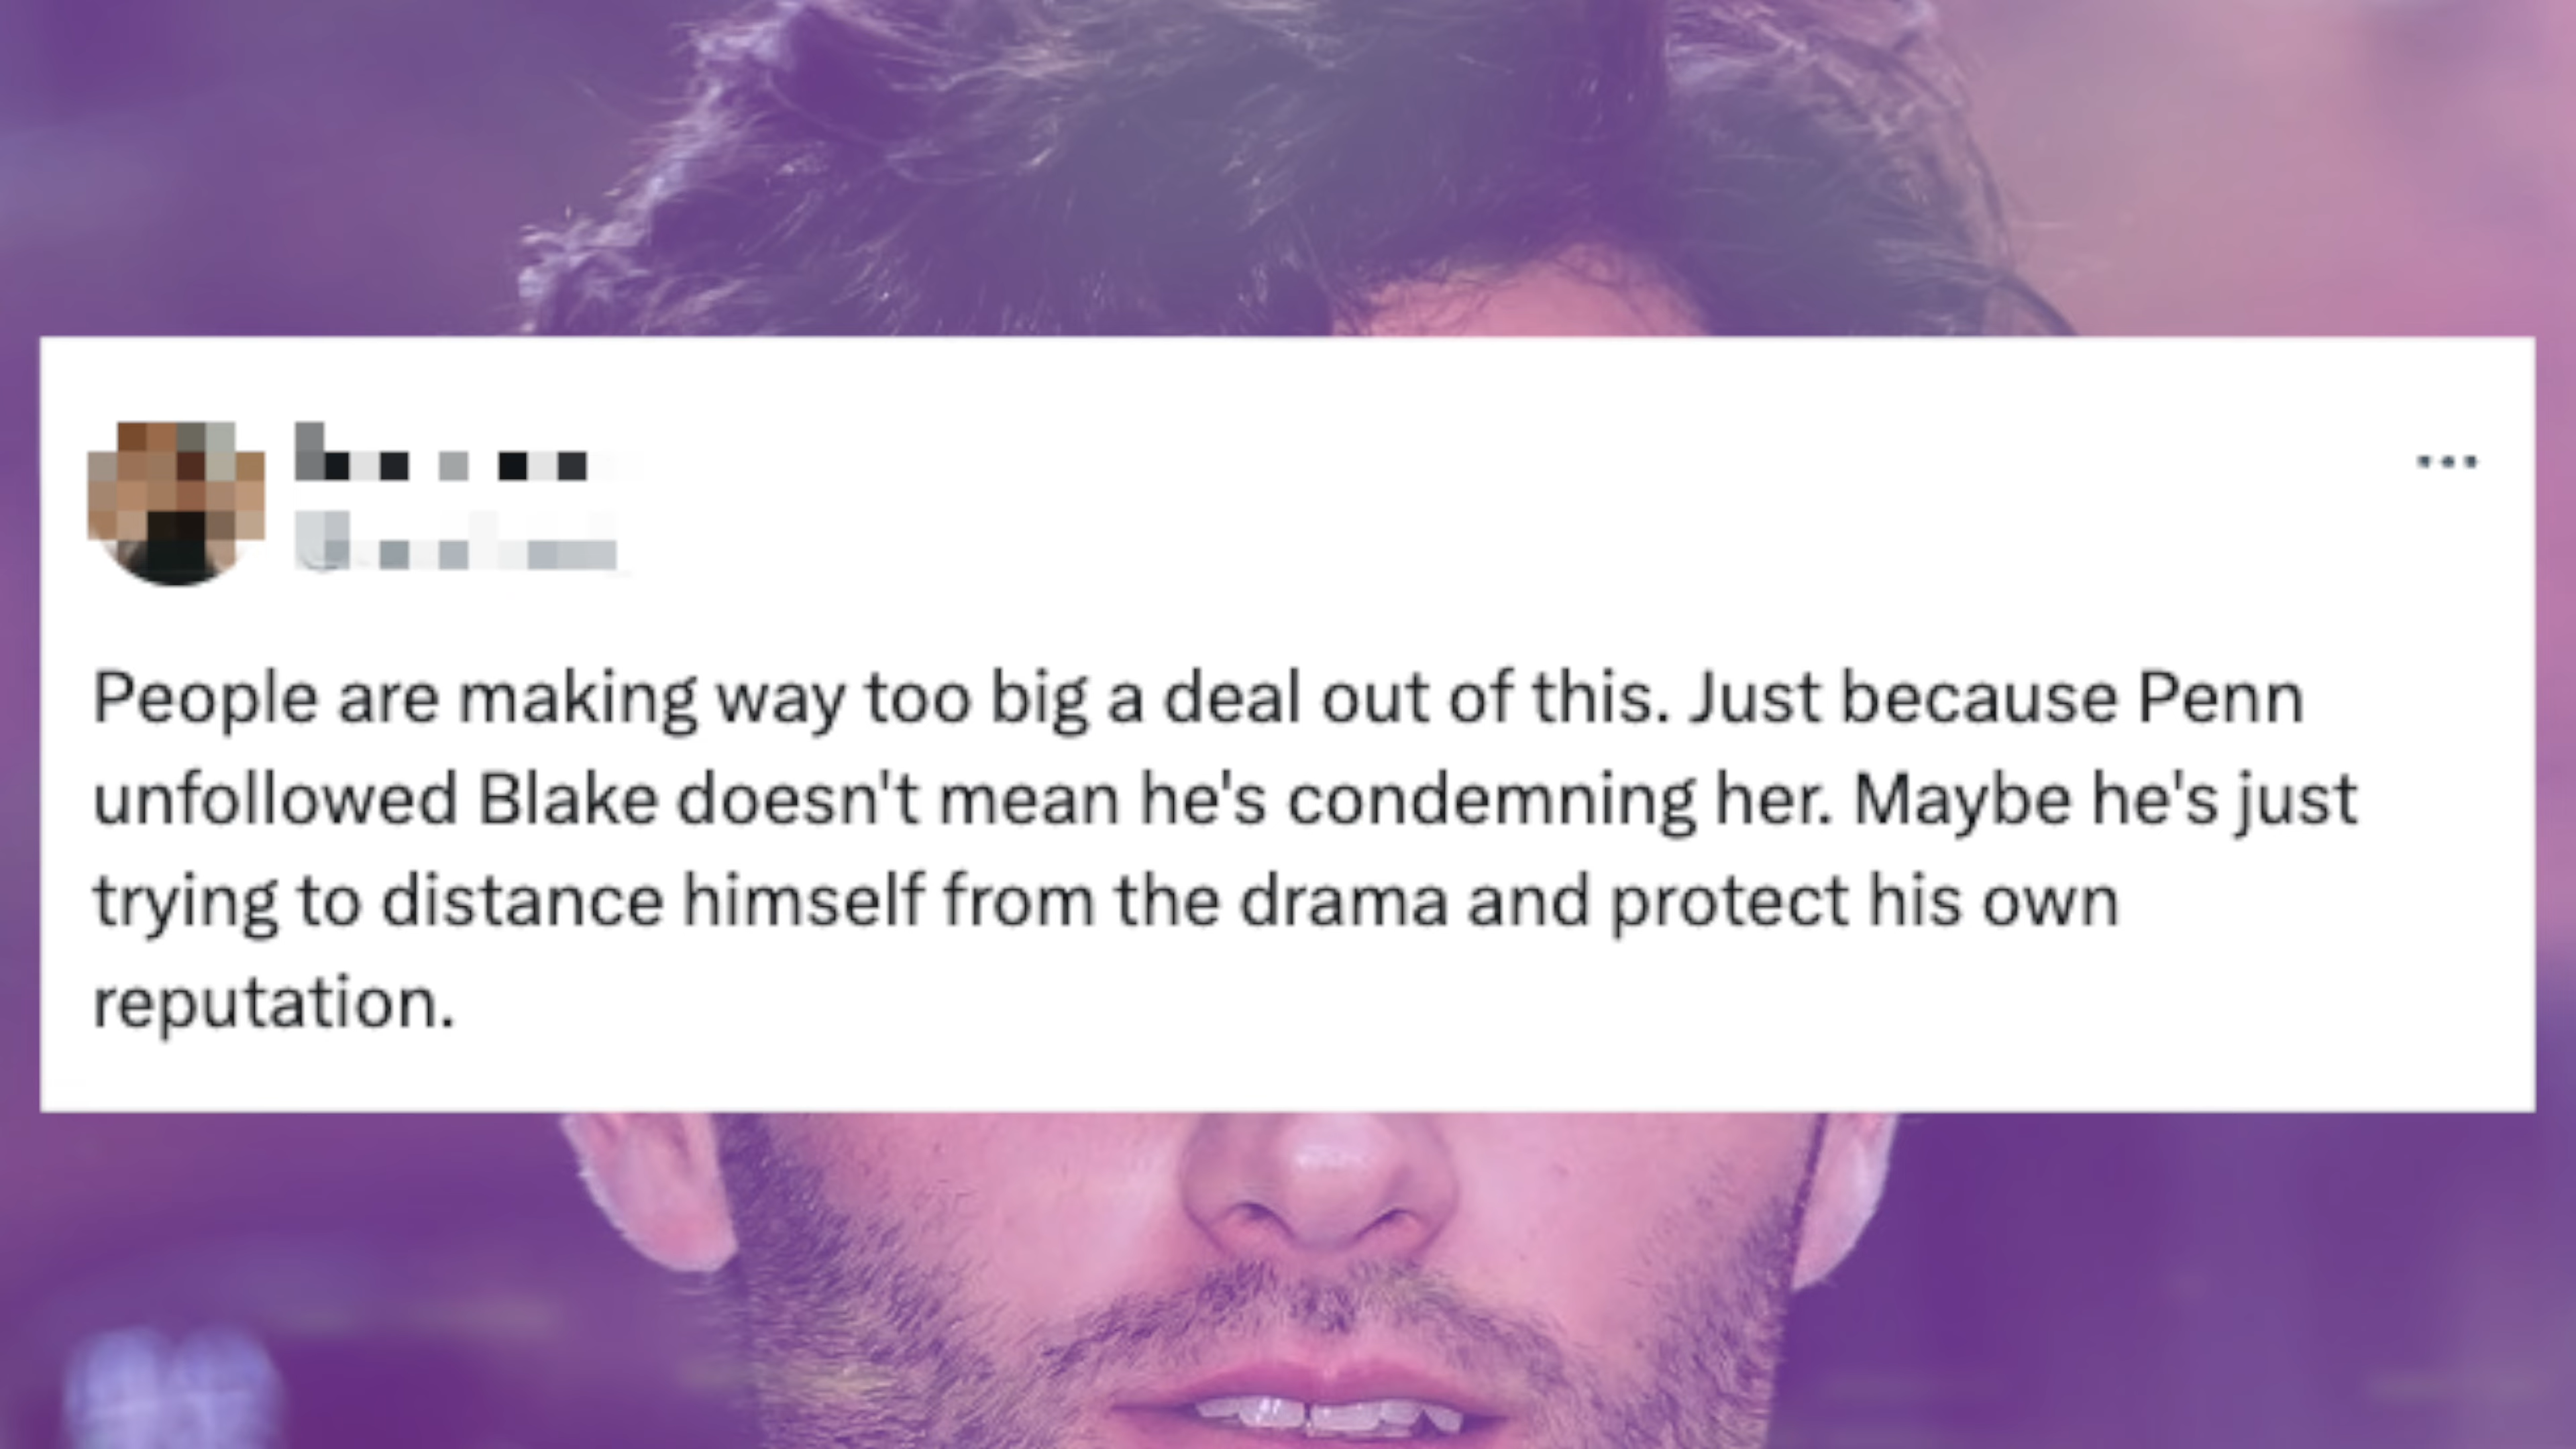 People are making way too big a deal out of this. Just because Penn
unfollowed Blake doesn't mean he's condemning her. Maybe he's just
trying to distance himself from the drama and protect his own
reputation.